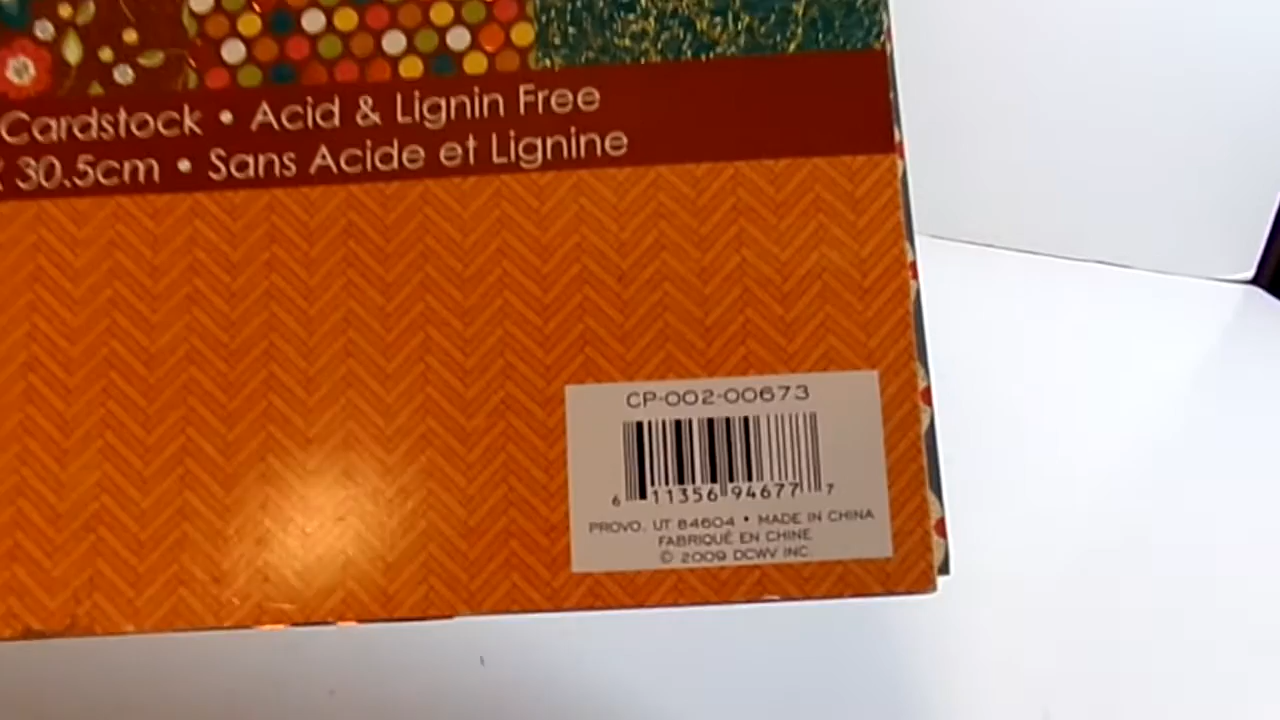 Cardstock • Acid & Lignin Free
X 30.5cm • Sans Acide et Lignine
CP-002-00673
6 11356 94677 7
PROVO, UT 84604 • MADE IN CHINA
FABRIQUÉ EN CHINE
© 2009 DCWV INC.